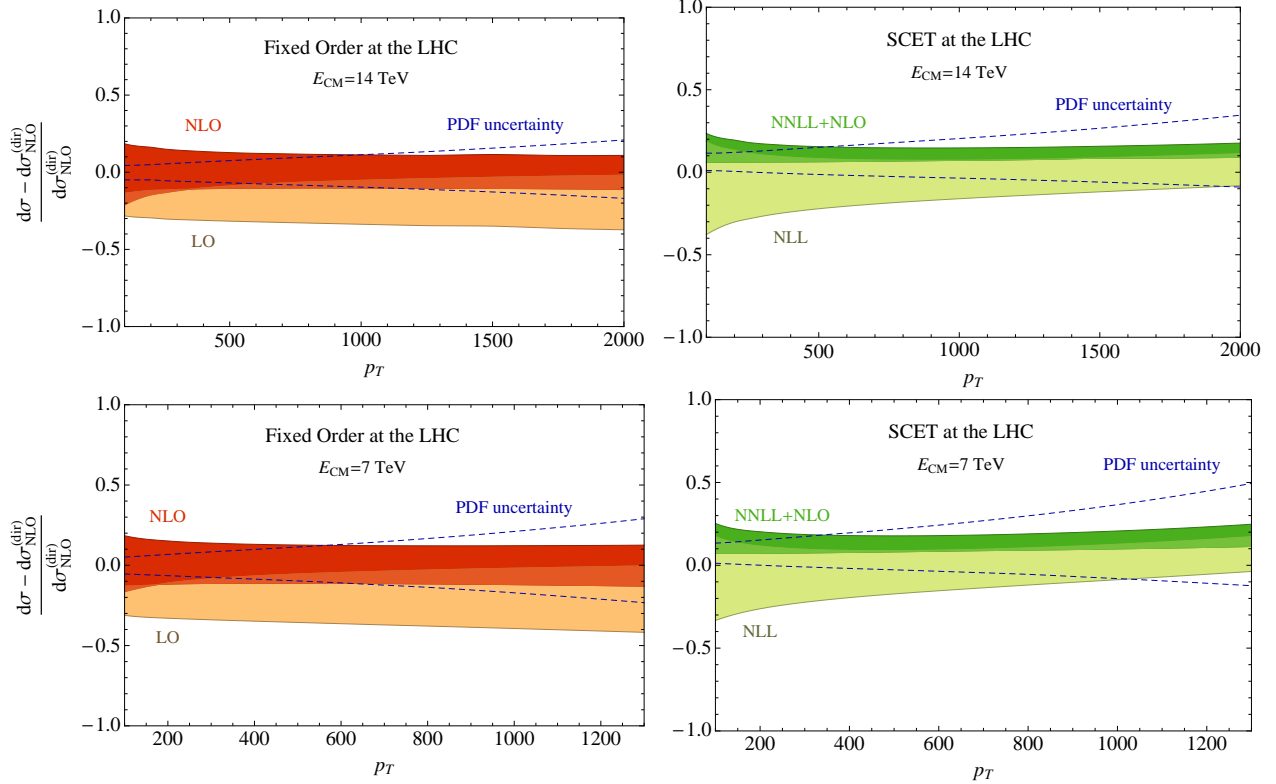 Fixed Order at the LHC
E_CM=14 TeV
NLO
PDF uncertainty
LO
dσ − dσ_NLO^(dir)
dσ_NLO^(dir)
1.0
0.5
0.0
−0.5
−1.0
500
1000
1500
2000
p_T
SCET at the LHC
E_CM=14 TeV
PDF uncertainty
NNLL+NLO
NLL
1.0
0.5
0.0
−0.5
−1.0
500
1000
1500
2000
p_T
Fixed Order at the LHC
E_CM=7 TeV
NLO
PDF uncertainty
LO
dσ − dσ_NLO^(dir)
dσ_NLO^(dir)
1.0
0.5
0.0
−0.5
−1.0
200
400
600
800
1000
1200
p_T
SCET at the LHC
E_CM=7 TeV
PDF uncertainty
NNLL+NLO
NLL
1.0
0.5
0.0
−0.5
−1.0
200
400
600
800
1000
1200
p_T